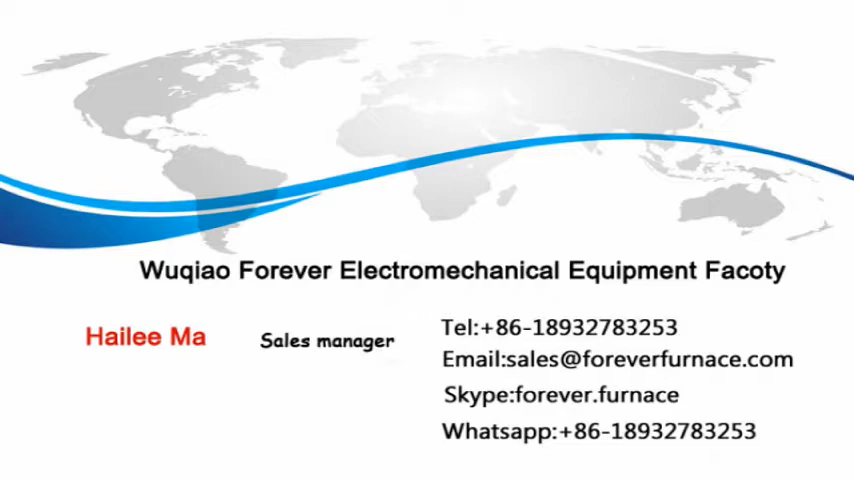 Wuqiao Forever Electromechanical Equipment Facoty
Hailee Ma
Sales manager
Tel:+86-18932783253
Email:sales@foreverfurnace.com
Skype:forever.furnace
Whatsapp:+86-18932783253